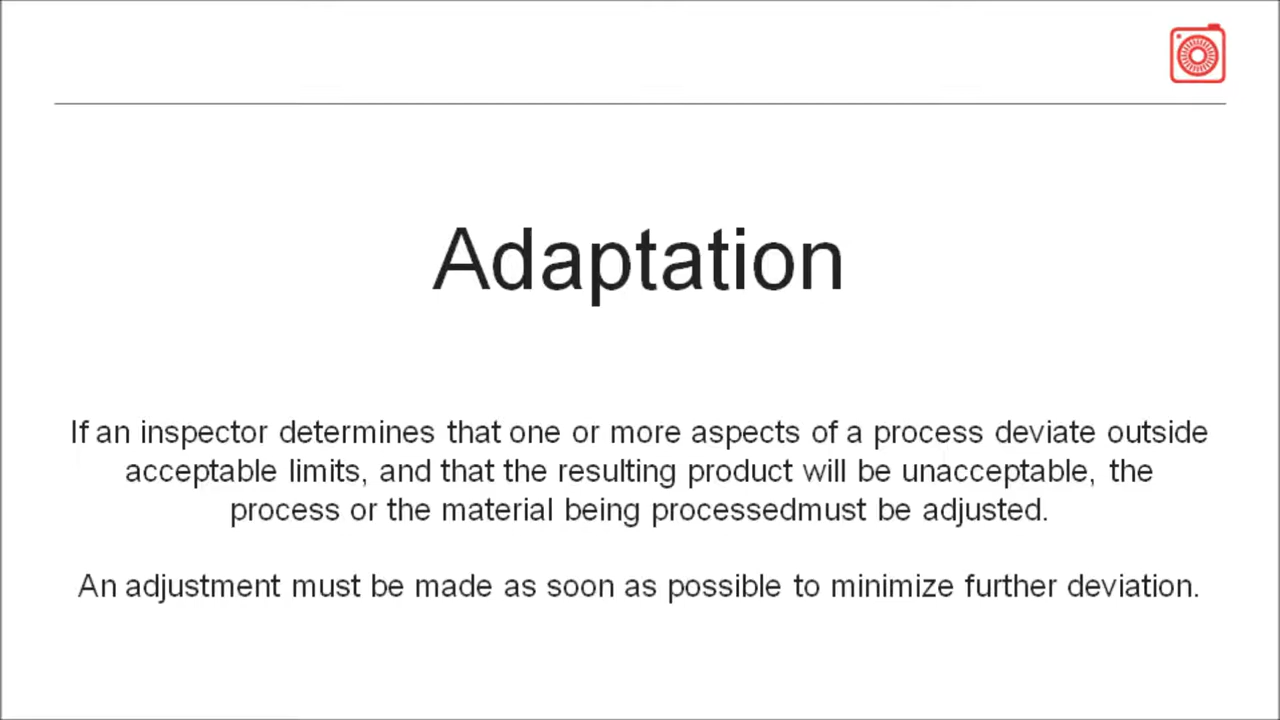 Adaptation
If an inspector determines that one or more aspects of a process deviate outside
acceptable limits, and that the resulting product will be unacceptable, the
process or the material being processedmust be adjusted.
An adjustment must be made as soon as possible to minimize further deviation.